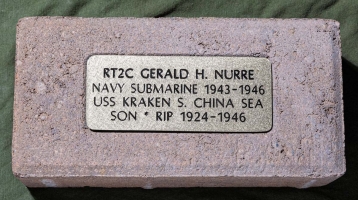 RT2C GERALD H. NURRE
NAVY SUBMARINE 1943-1946
USS KRAKEN S. CHINA SEA
SON * RIP 1924-1946